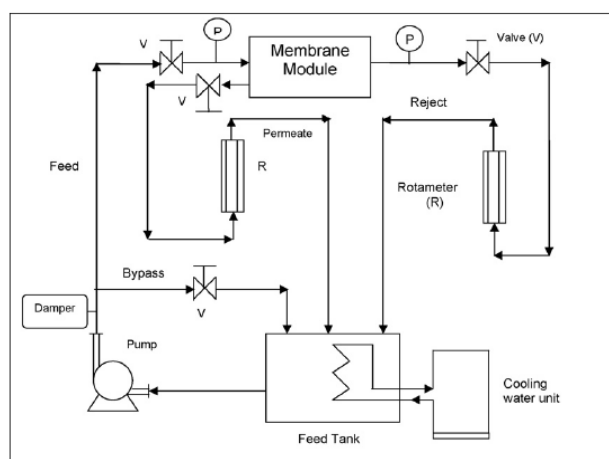 P
P
V
Valve (V)
Membrane
Module
V
Reject
Permeate
Feed
R
Rotameter
(R)
Bypass
Damper
V
Pump
Cooling
water unit
Feed Tank